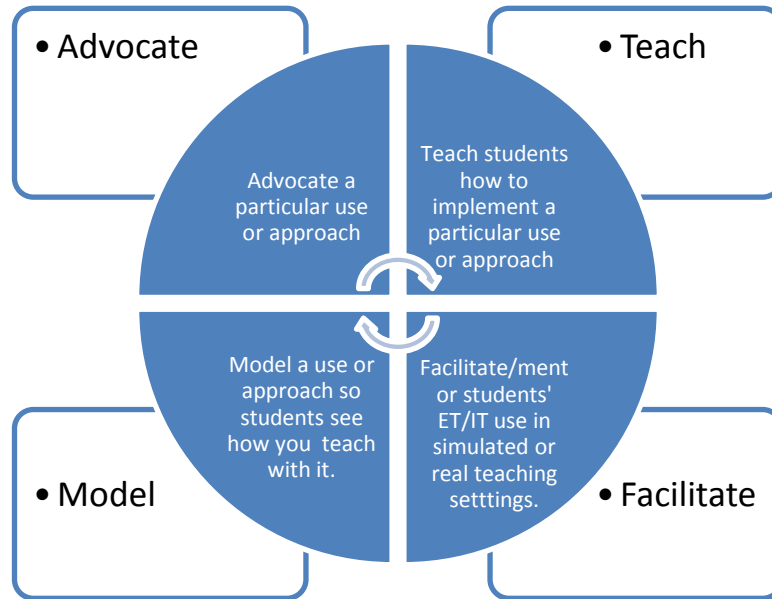 • Advocate
• Teach
Advocate a
particular use
or approach
Teach students
how to
implement a
particular use
or approach
Model a use or
approach so
students see
how you teach
with it.
Facilitate/ment
or students'
ET/IT use in
simulated or
real teaching
setttings.
• Model
• Facilitate